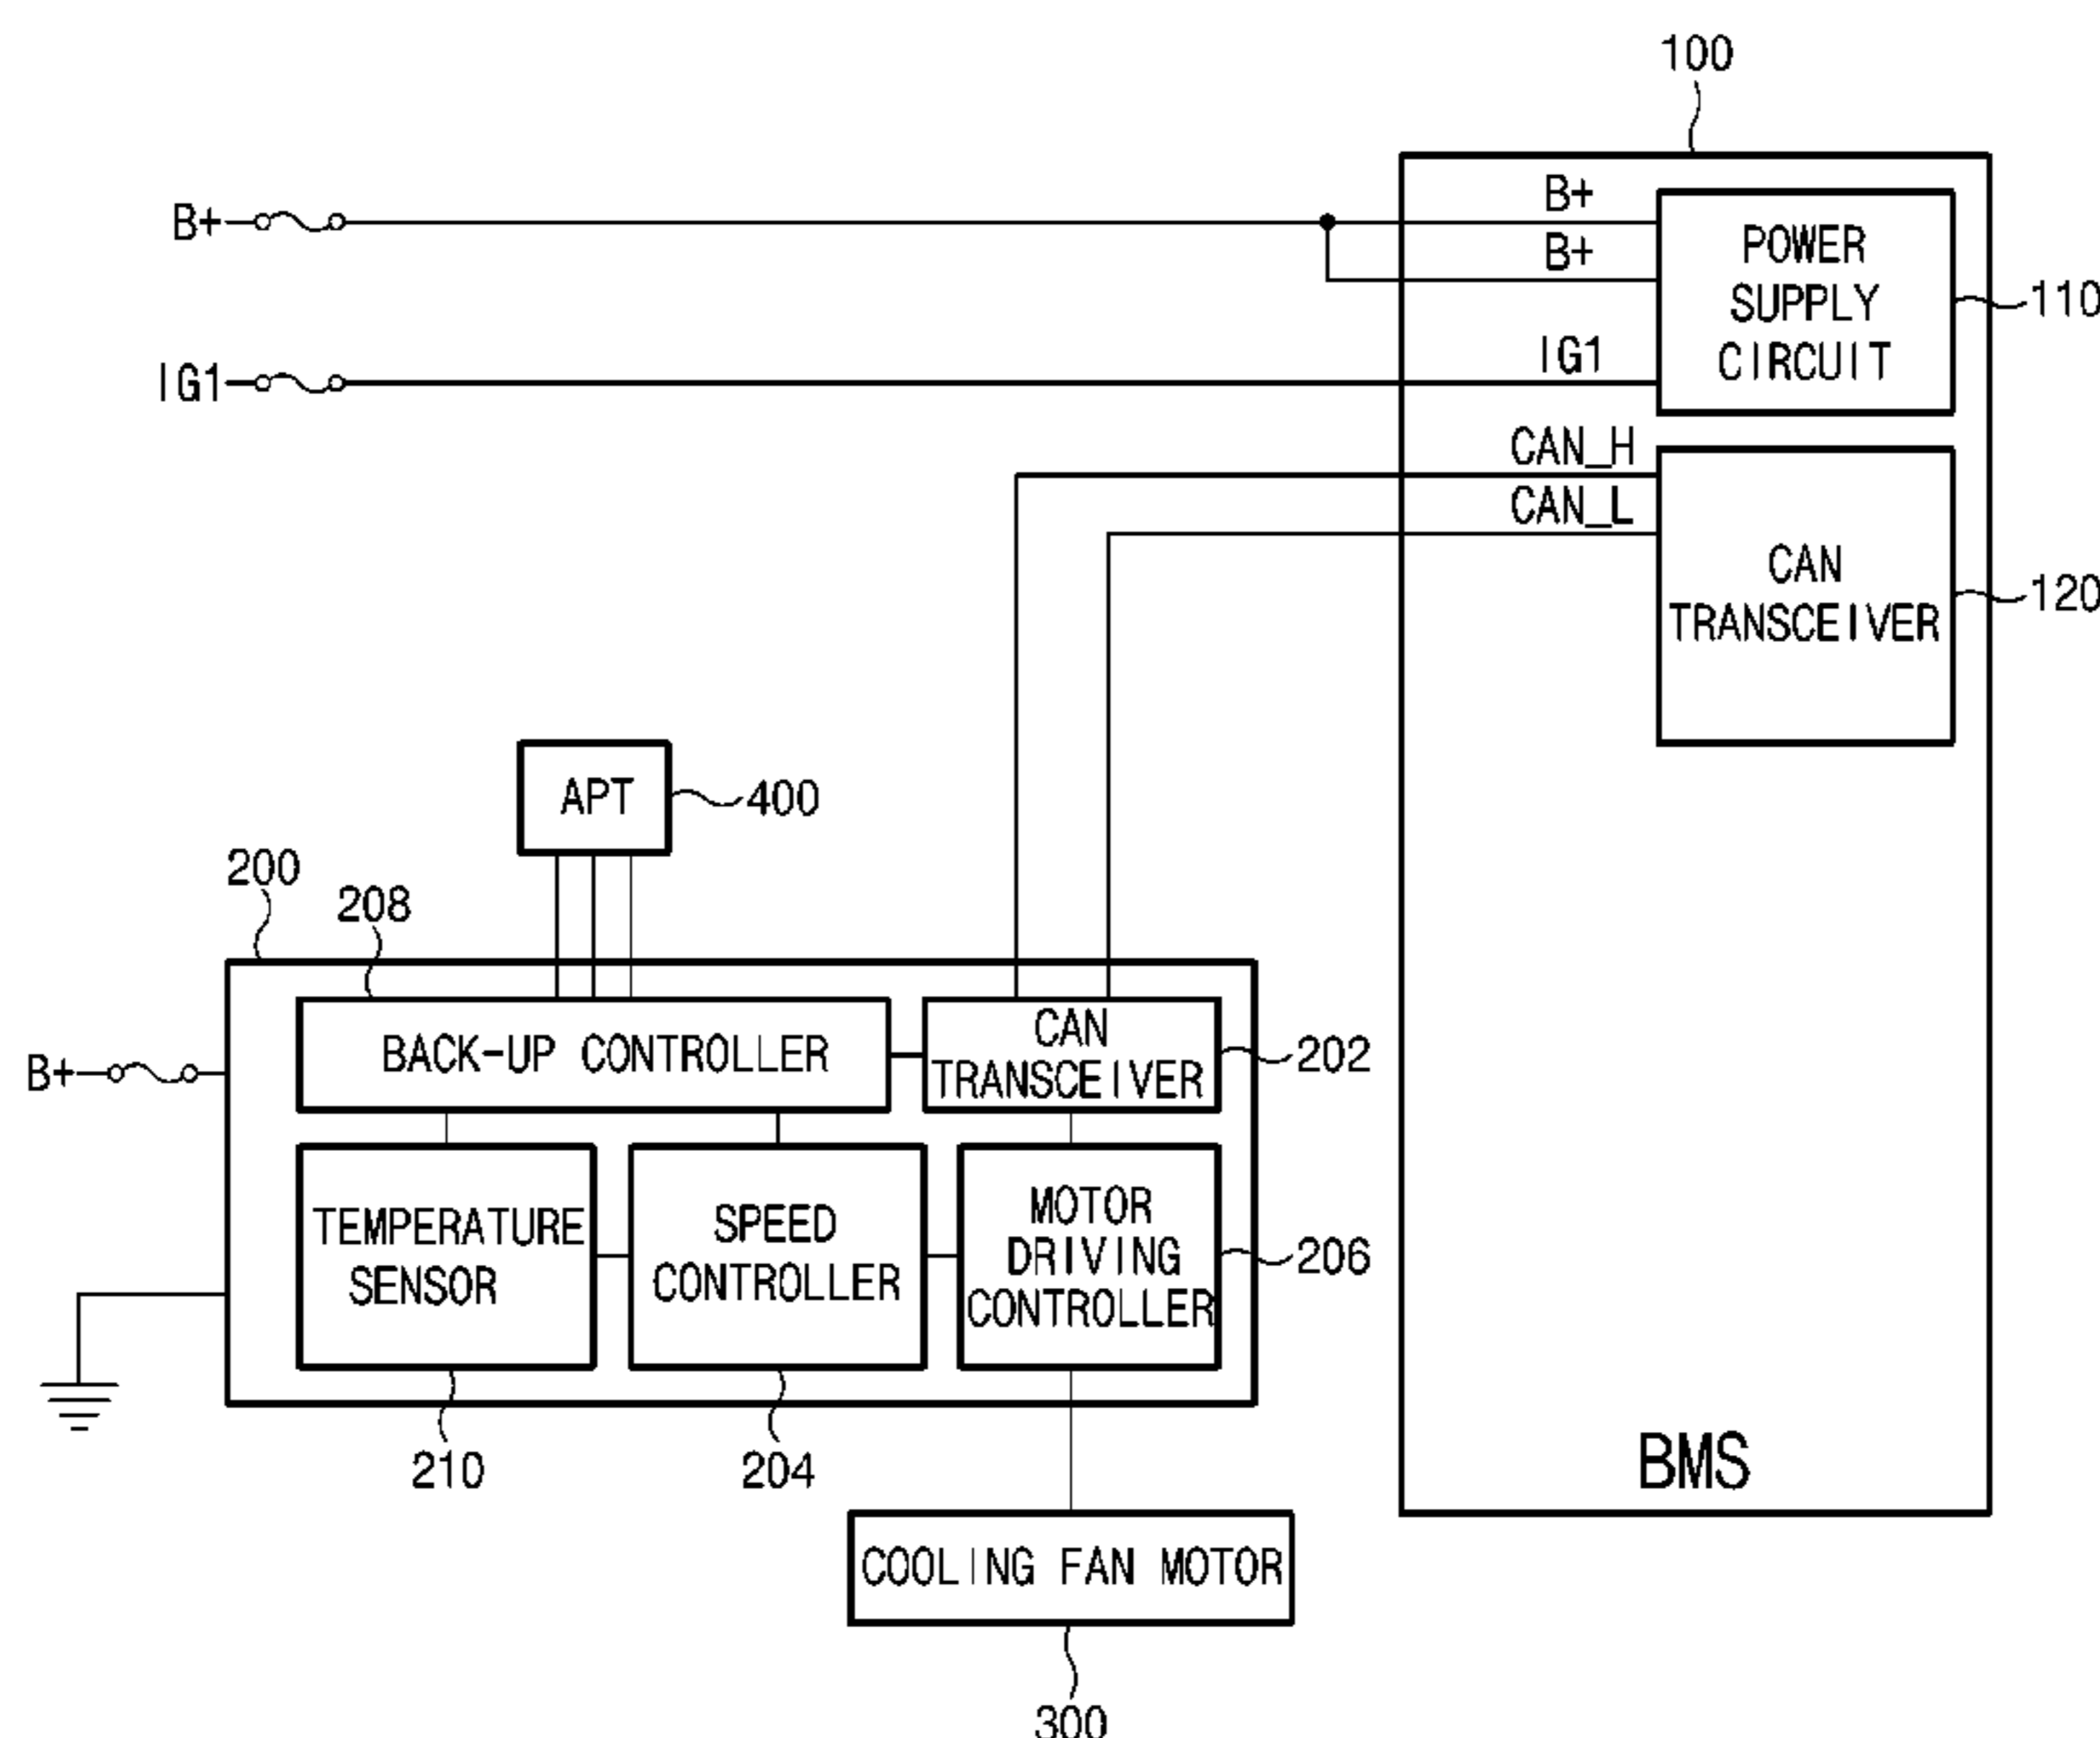 100
B+
B+
B+
POWER
SUPPLY
CIRCUIT
110
IG1
IG1
CAN_H
CAN_L
CAN
TRANSCEIVER
120
APT
400
200
208
BACK-UP CONTROLLER
CAN
TRANSCEIVER
202
B+
TEMPERATURE
SENSOR
SPEED
CONTROLLER
MOTOR
DRIVING
CONTROLLER
206
210
204
BMS
COOLING FAN MOTOR
300